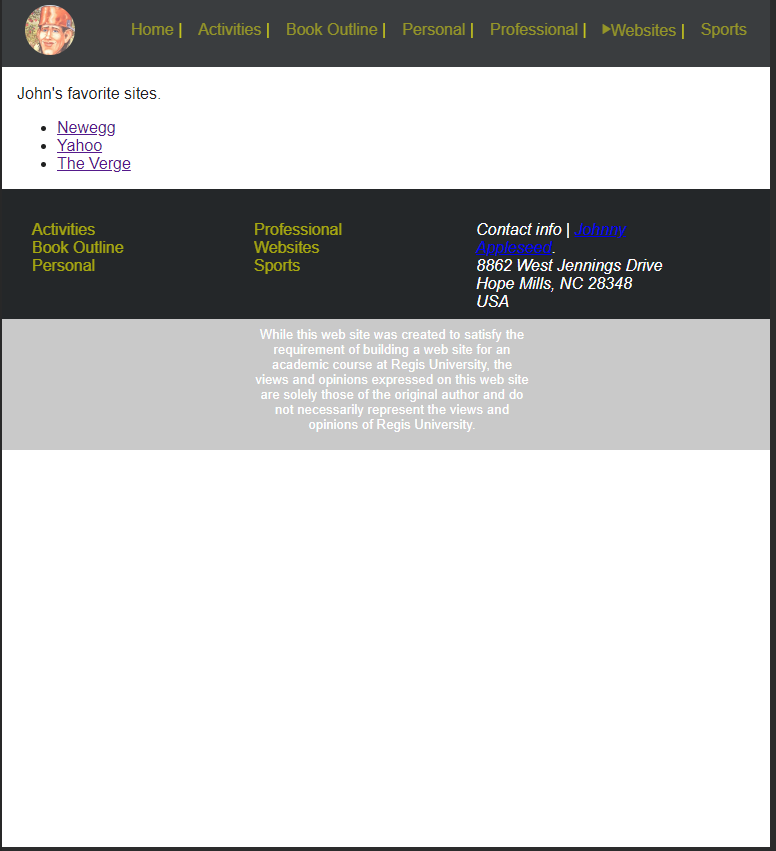 Home | Activities | Book Outline | Personal | Professional | ▶Websites | Sports
John's favorite sites.
• Newegg
• Yahoo
• The Verge
Activities
Book Outline
Personal
Professional
Websites
Sports
Contact info | Johnny
Appleseed.
8862 West Jennings Drive
Hope Mills, NC 28348
USA
While this web site was created to satisfy the
requirement of building a web site for an
academic course at Regis University, the
views and opinions expressed on this web site
are solely those of the original author and do
not necessarily represent the views and
opinions of Regis University.